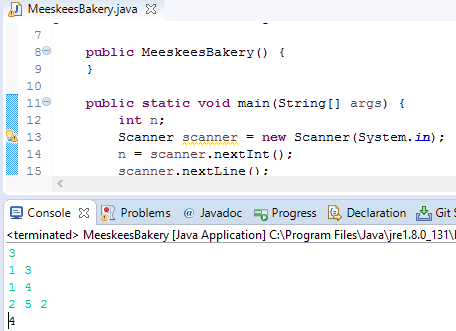 MeeskeesBakery.java
7
8 public MeeskeesBakery() {
9 }
10
11 public static void main(String[] args) {
12 int n;
13 Scanner scanner = new Scanner(System.in);
14 n = scanner.nextInt();
15 scanner.nextLine();
Console Problems @ Javadoc Progress Declaration Git S
<terminated> MeeskeesBakery [Java Application] C:\Program Files\Java\jre1.8.0_131\
3
1 3
1 4
2 5 2
4